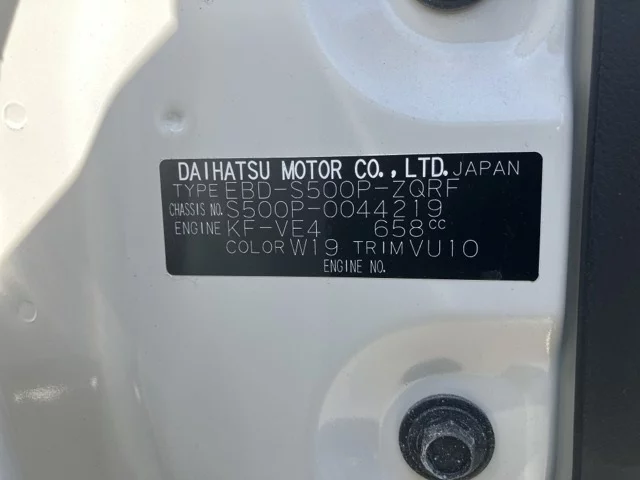 DAIHATSU MOTOR CO.,LTD. JAPAN
TYPE EBD-S500P-ZQRF
CHASSIS NO. S500P-0044219
ENGINE KF-VE4 658cc
COLOR W19 TRIM VU10
ENGINE NO.